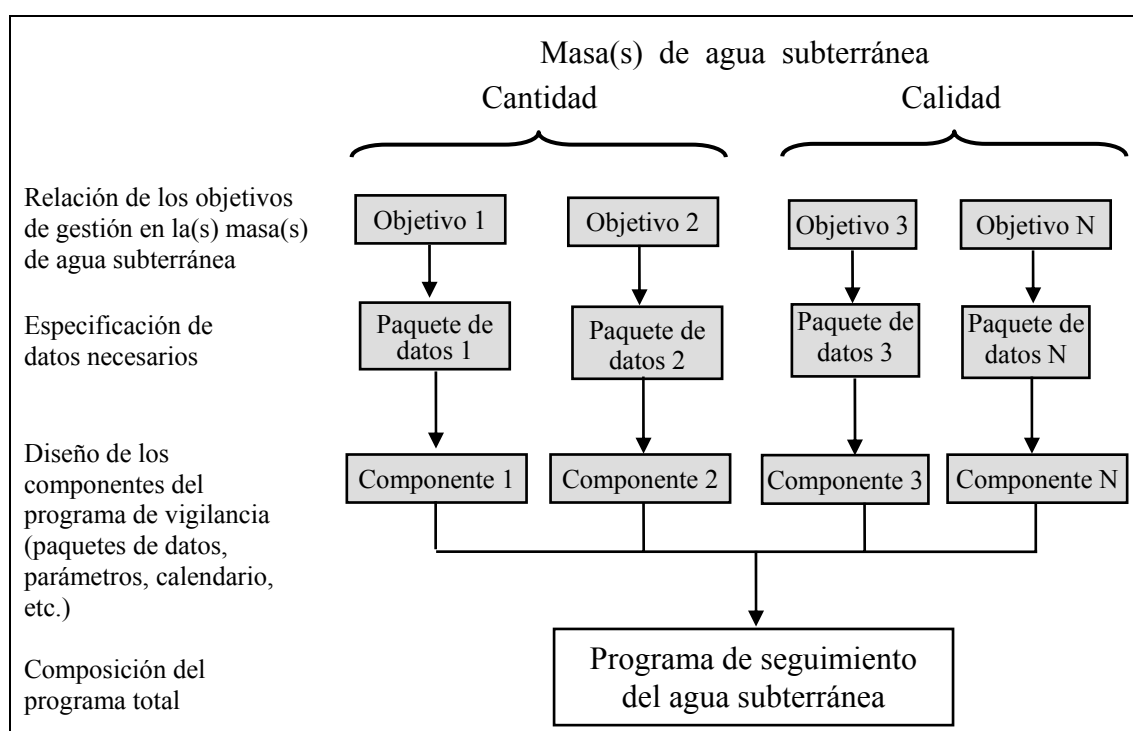 Masa(s) de agua subterránea
Cantidad
Calidad
Relación de los objetivos
de gestión en la(s) masa(s)
de agua subterránea
Objetivo 1
Objetivo 2
Objetivo 3
Objetivo N
Especificación de
datos necesarios
Paquete de
datos 1
Paquete de
datos 2
Paquete de
datos 3
Paquete de
datos N
Diseño de los
componentes del
programa de vigilancia
(paquetes de datos,
parámetros, calendario,
etc.)
Componente 1
Componente 2
Componente 3
Componente N
Composición del
programa total
Programa de seguimiento
del agua subterránea